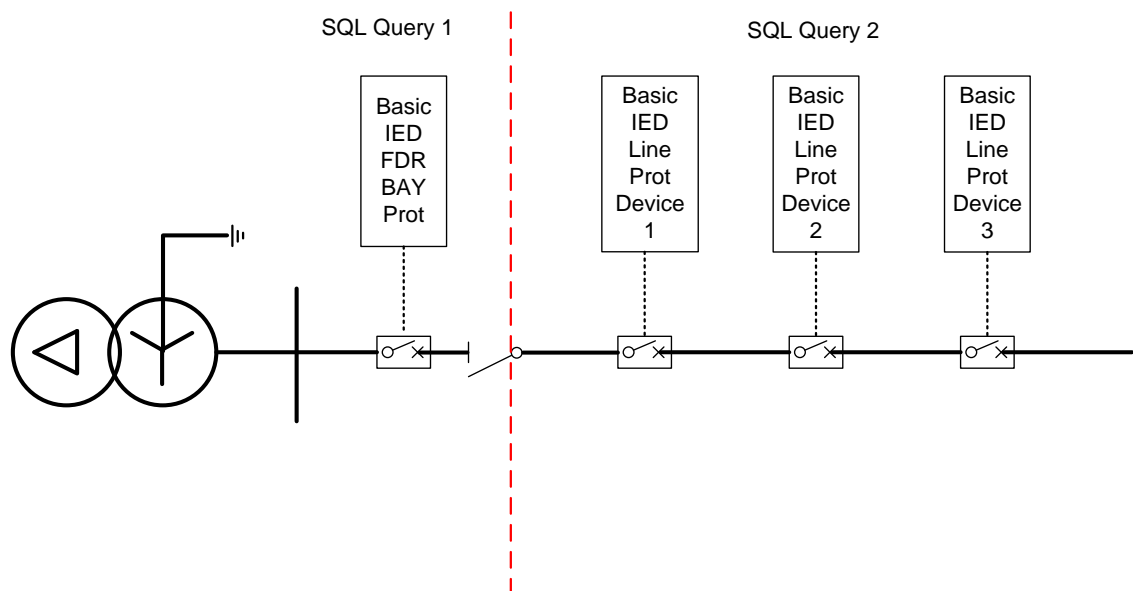 SQL Query 1
SQL Query 2
Basic
IED
FDR
BAY
Prot
Basic
IED
Line
Prot
Device
1
Basic
IED
Line
Prot
Device
2
Basic
IED
Line
Prot
Device
3